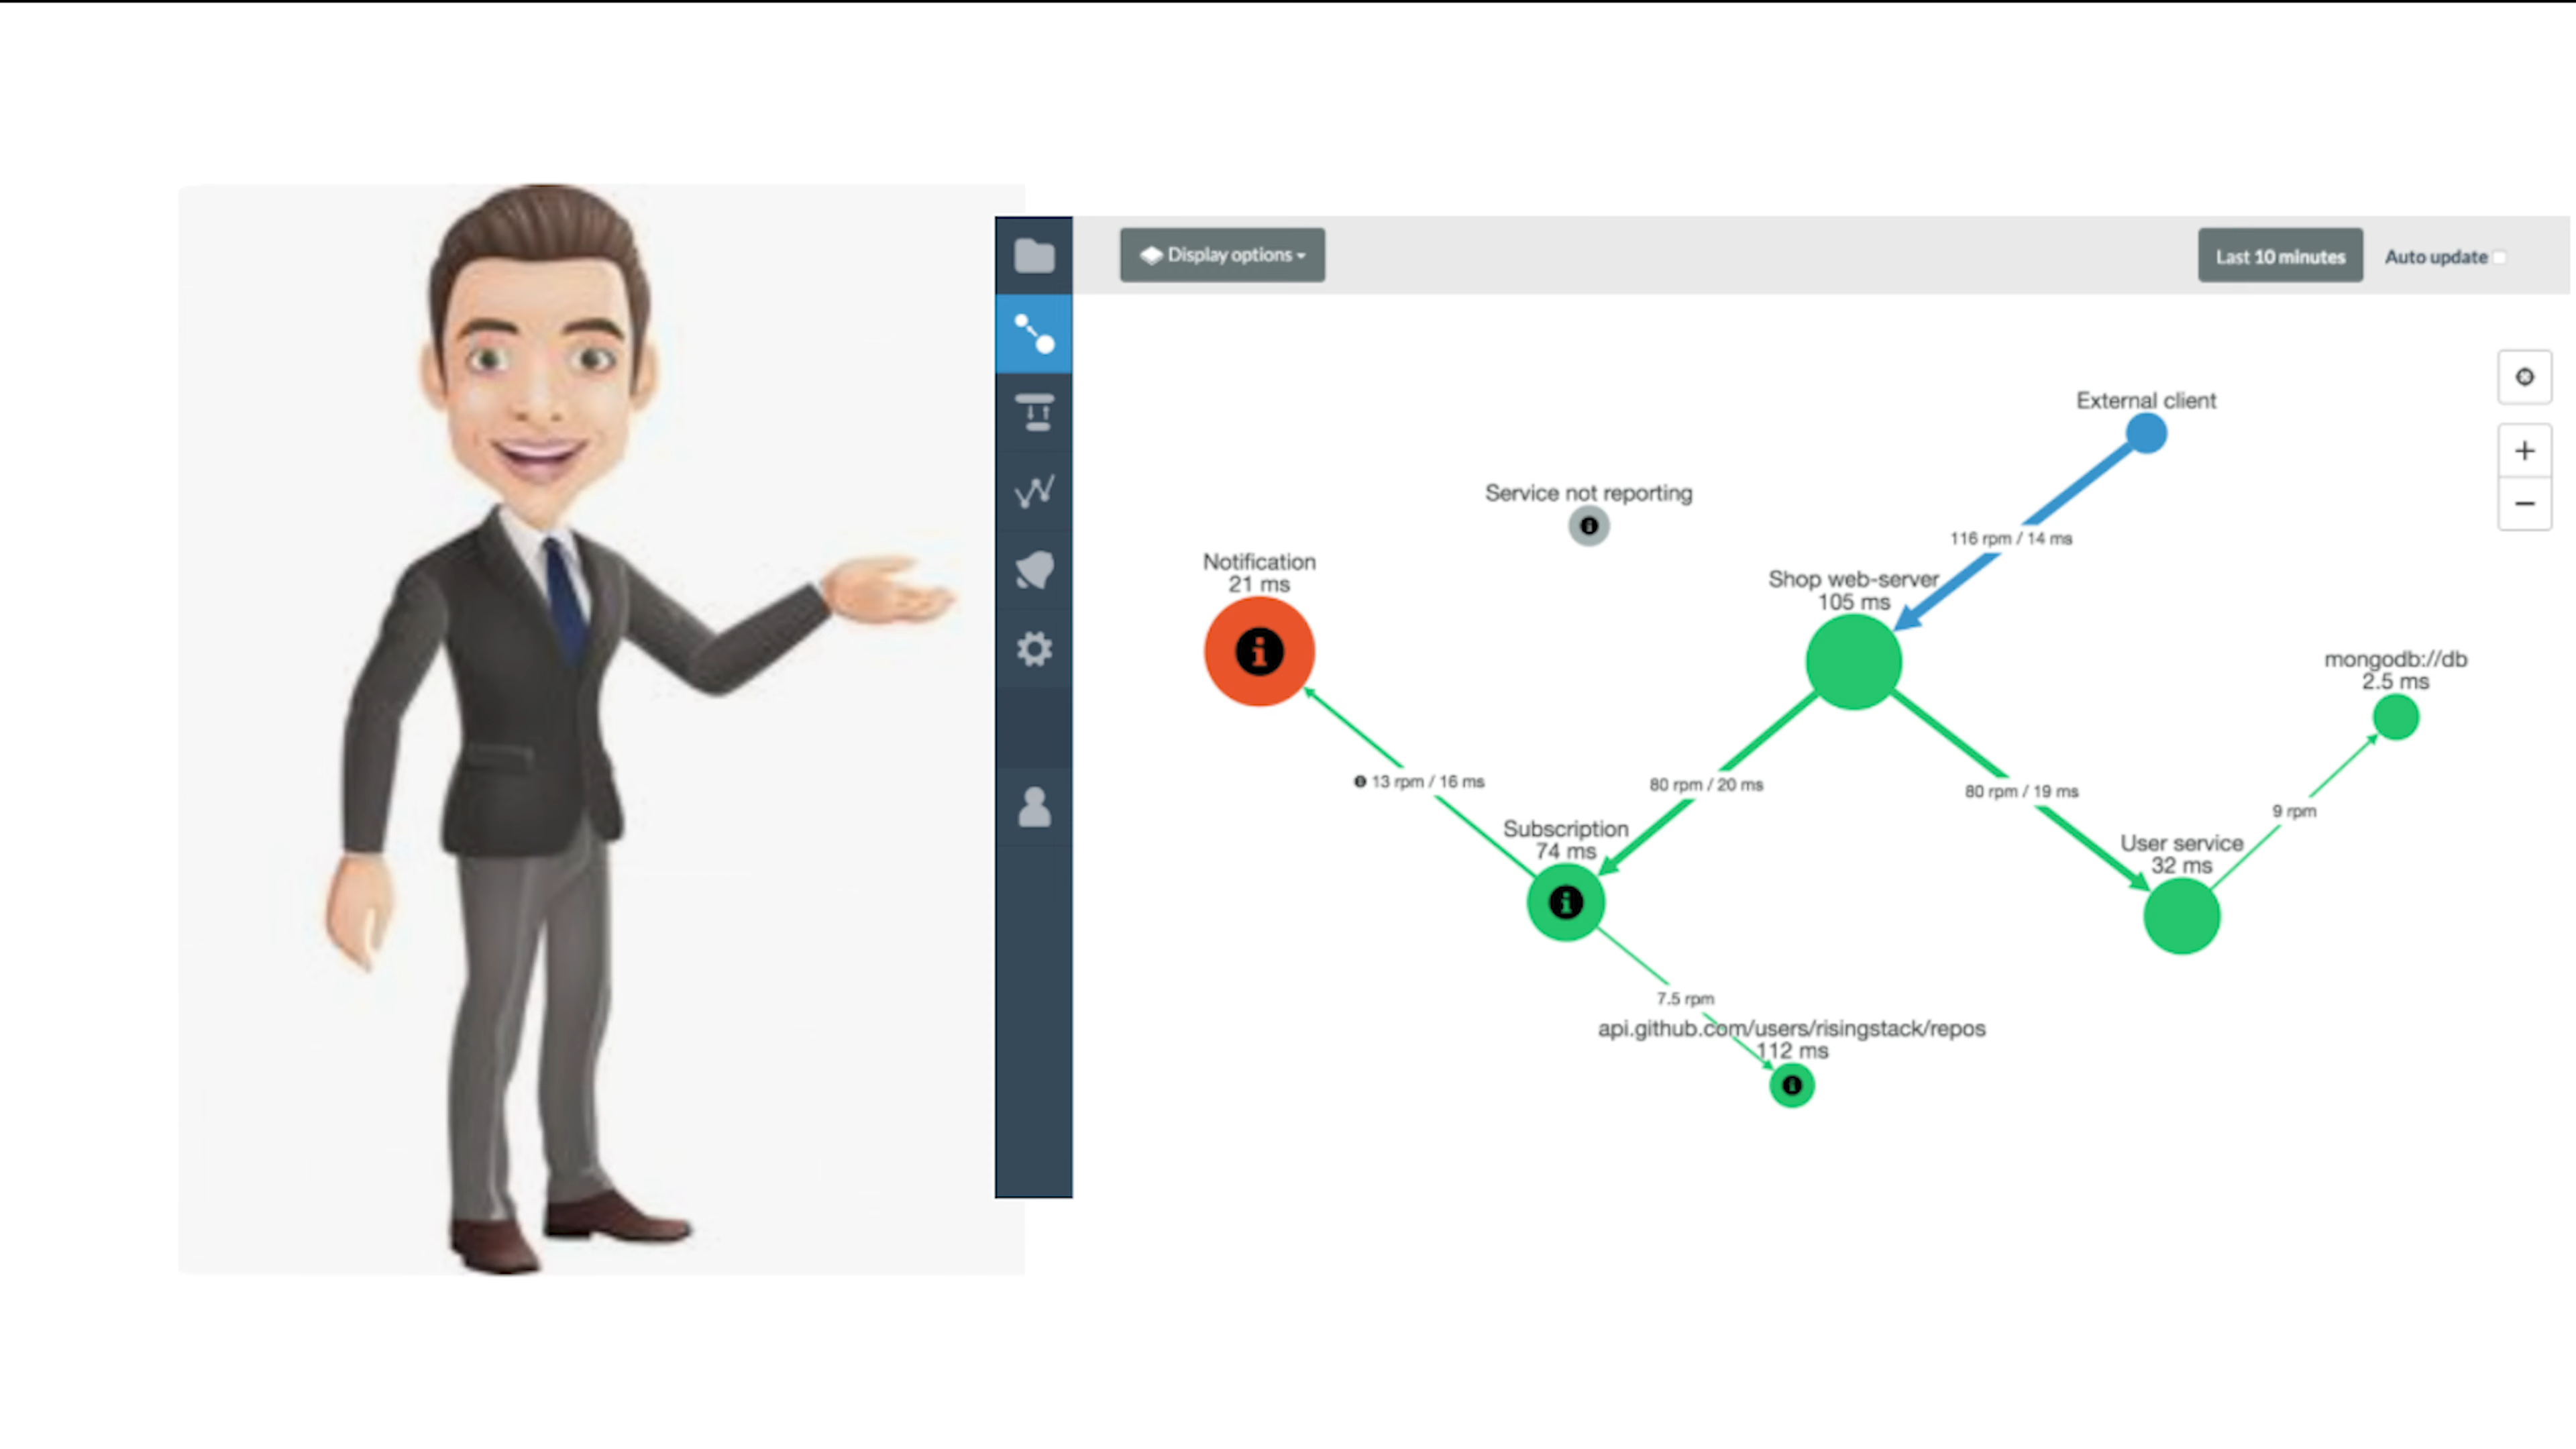 Display options
Last 10 minutes
Auto update
External client
116 rpm / 14 ms
Service not reporting
Notification
21 ms
Shop web-server
105 ms
mongodb://db
2.5 ms
13 rpm / 16 ms
80 rpm / 20 ms
80 rpm / 19 ms
9 rpm
Subscription
74 ms
User service
32 ms
7.5 rpm
api.github.com/users/risingstack/repos
112 ms